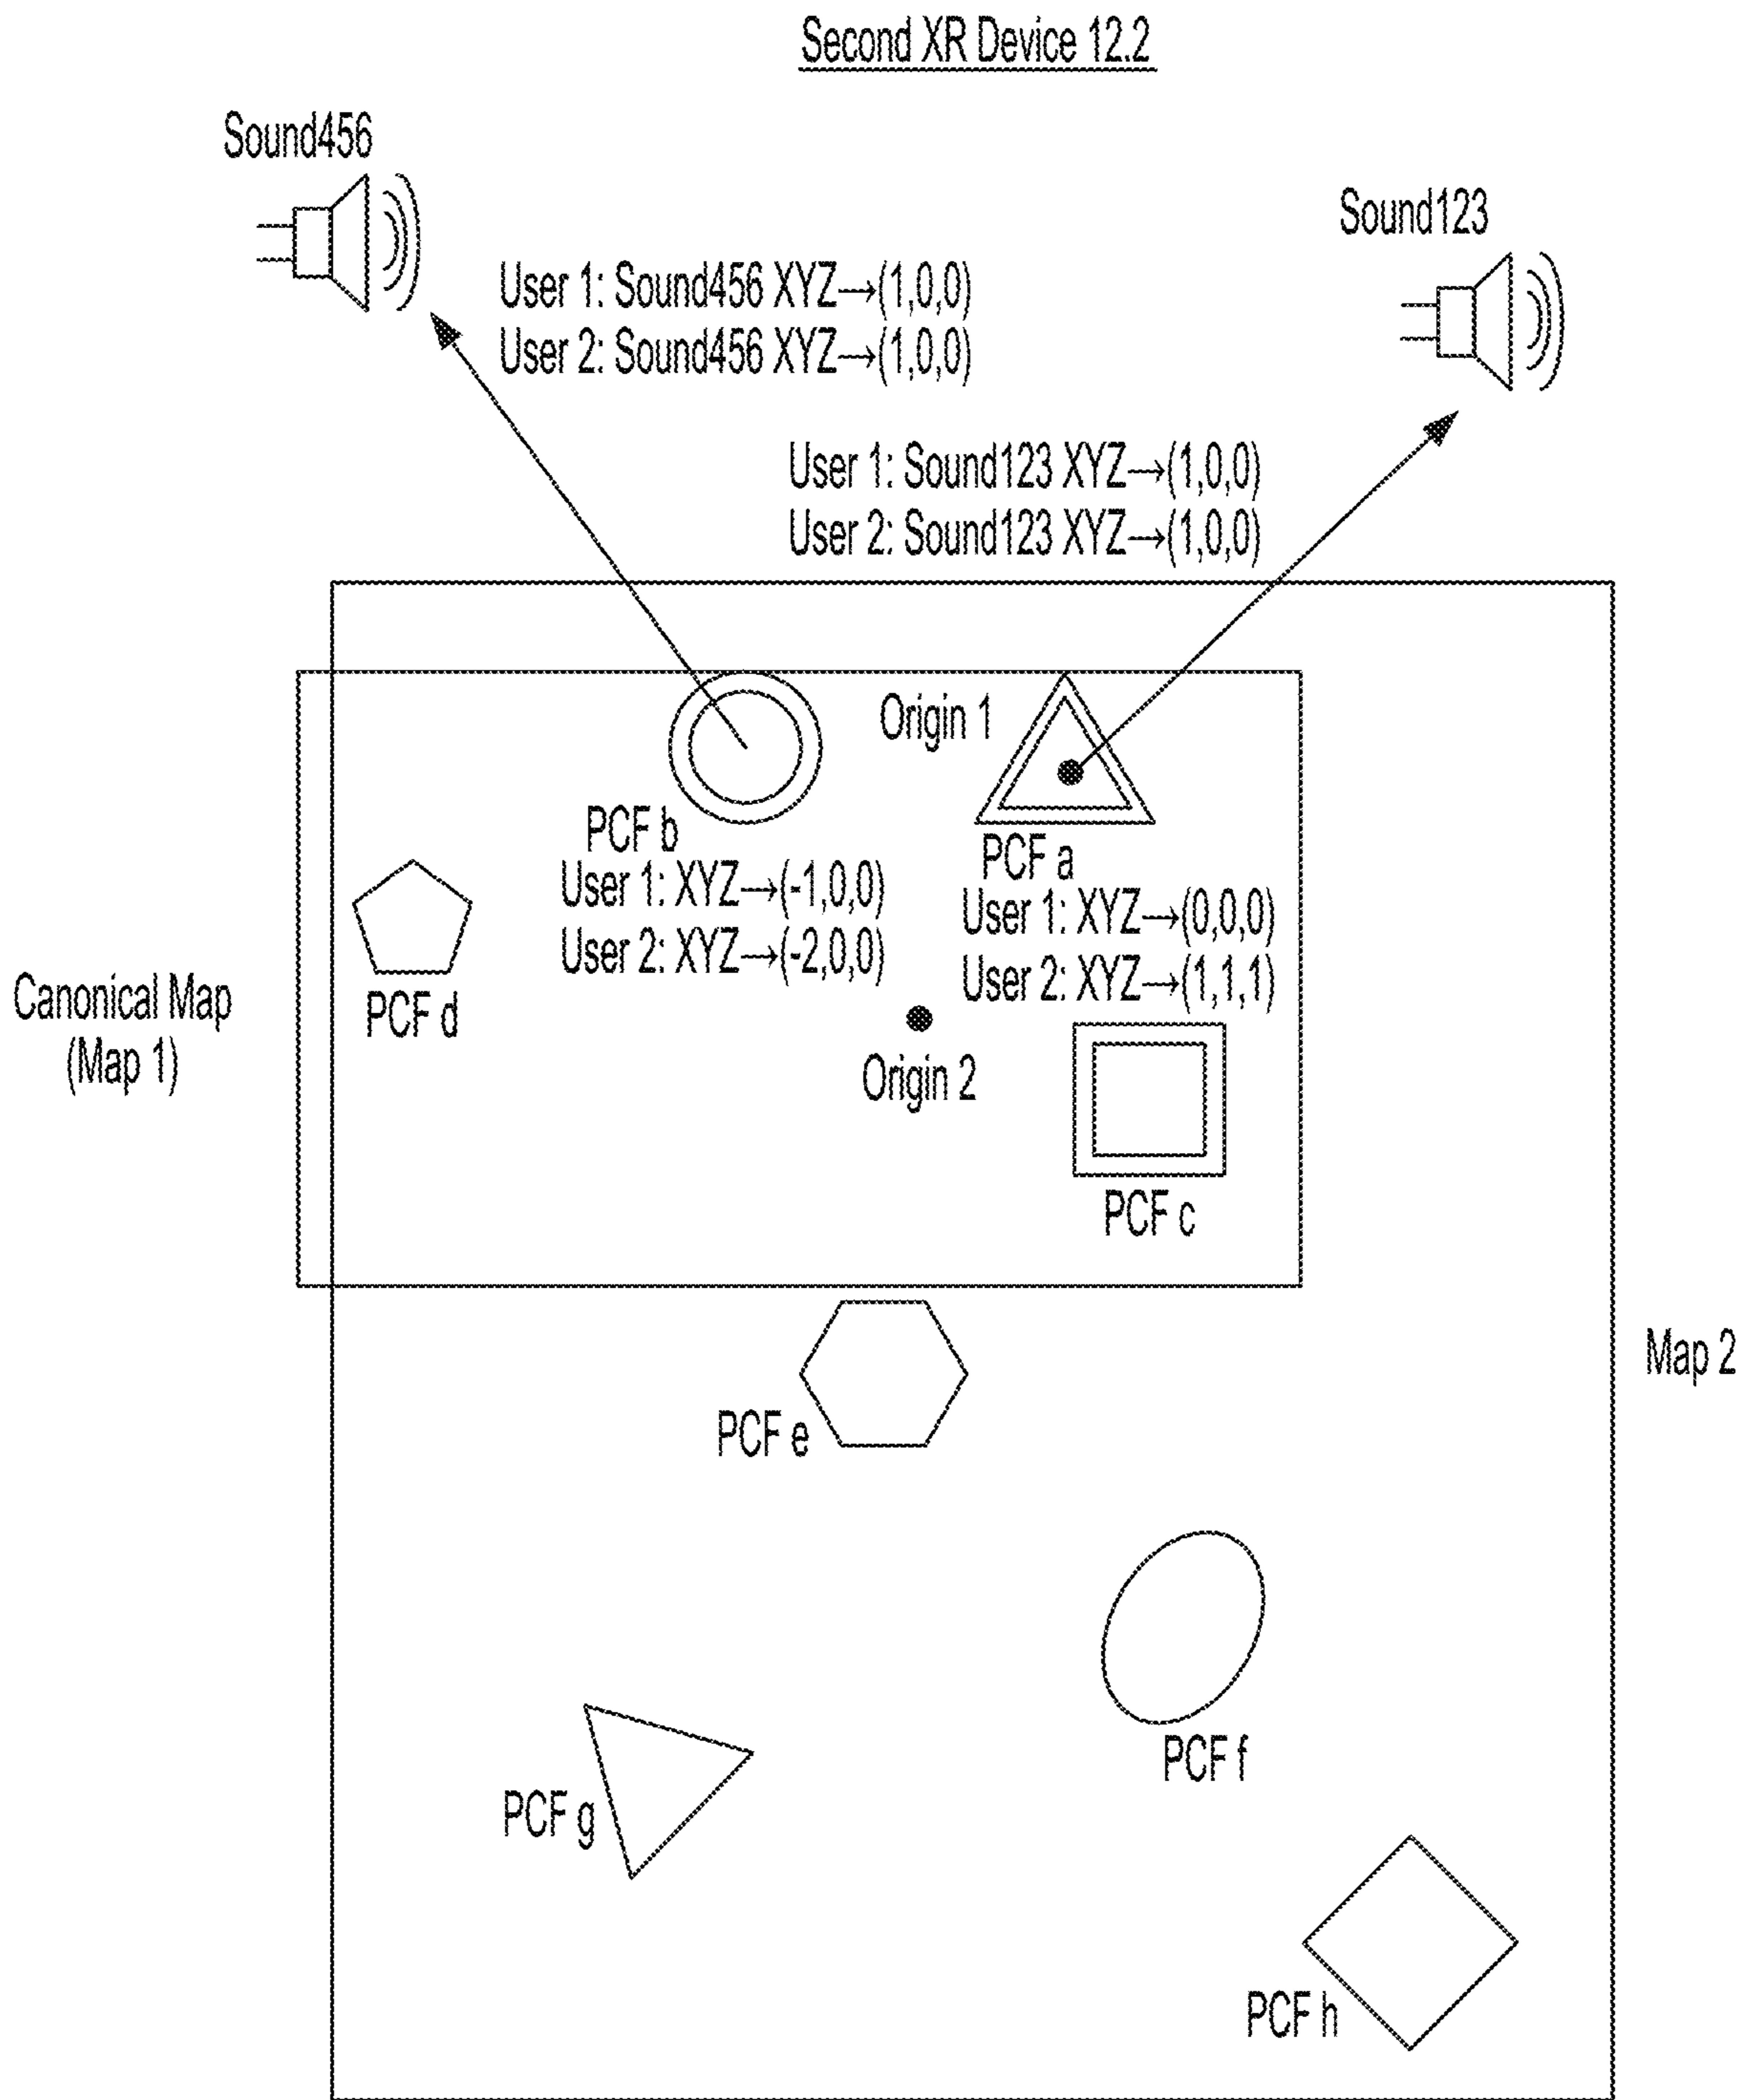 Second XR Device 12.2
Sound456
Sound123
User 1: Sound456 XYZ→(1,0,0)
User 2: Sound456 XYZ→(1,0,0)
User 1: Sound123 XYZ→(1,0,0)
User 2: Sound123 XYZ→(1,0,0)
Origin 1
PCF b
User 1: XYZ→(-1,0,0)
User 2: XYZ→(-2,0,0)
PCF a
User 1: XYZ→(0,0,0)
User 2: XYZ→(1,1,1)
PCF d
Canonical Map
(Map 1)
Origin 2
PCF c
Map 2
PCF e
PCF f
PCF g
PCF h